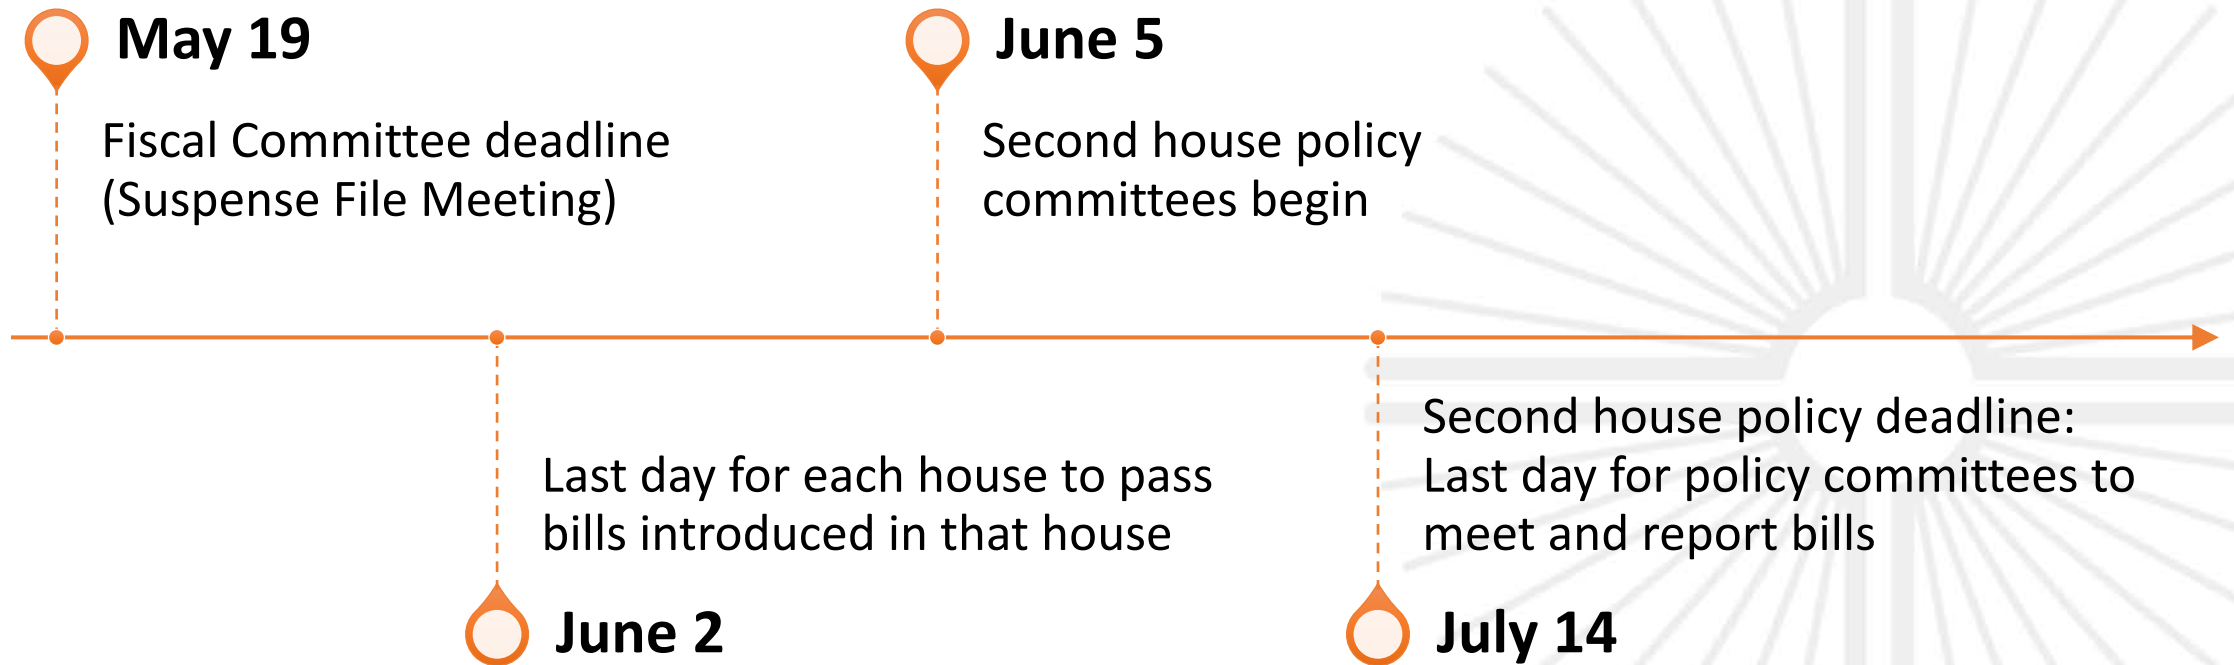 May 19
Fiscal Committee deadline
(Suspense File Meeting)
Last day for each house to pass
bills introduced in that house
June 2
June 5
Second house policy
committees begin
Second house policy deadline:
Last day for policy committees to
meet and report bills
July 14